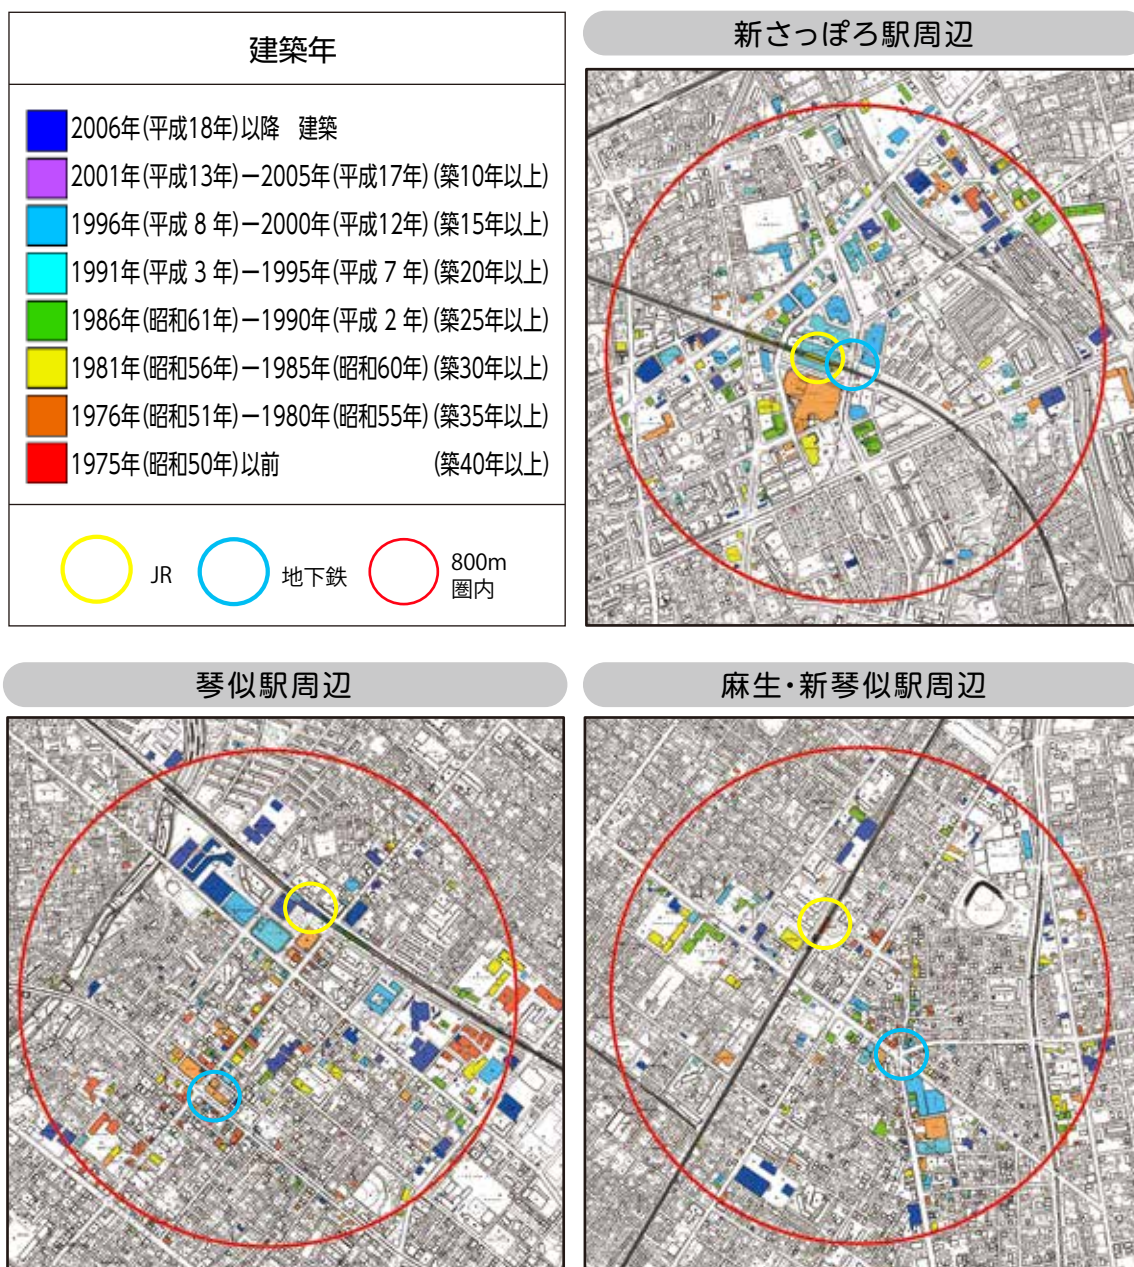 建築年
2006年(平成18年)以降 建築
2001年(平成13年)ー2005年(平成17年)(築10年以上)
1996年(平成 8 年)ー2000年(平成12年)(築15年以上)
1991年(平成 3 年)ー1995年(平成 7 年)(築20年以上)
1986年(昭和61年)ー1990年(平成 2 年)(築25年以上)
1981年(昭和56年)ー1985年(昭和60年)(築30年以上)
1976年(昭和51年)ー1980年(昭和55年)(築35年以上)
1975年(昭和50年)以前 (築40年以上)
JR
地下鉄
800m
圏内
新さっぽろ駅周辺
琴似駅周辺
麻生・新琴似駅周辺